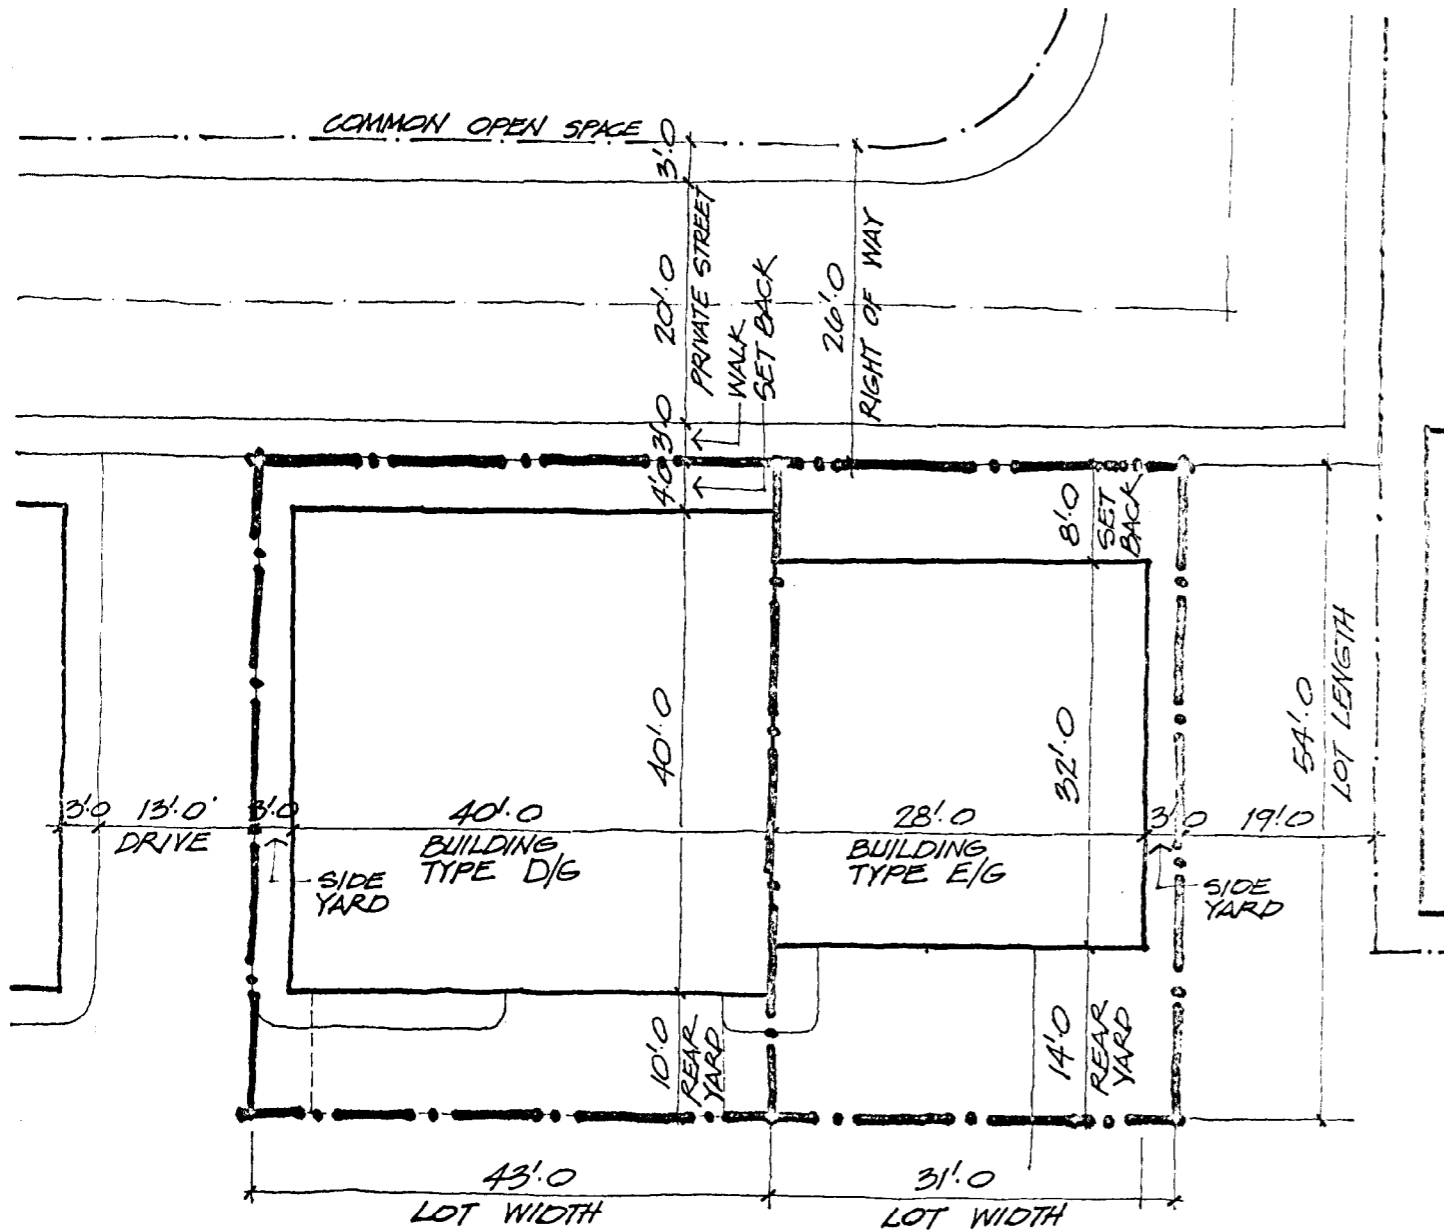 COMMON OPEN SPACE
3'.0
20'.0
PRIVATE STREET
WALK
SET BACK
26'.0
RIGHT OF WAY
3'.0
4'.0
8'.0
SET
BACK
40'.0
32'.0
54'.0
LOT LENGTH
3'.0
13'.0'
DRIVE
3'.0
SIDE
YARD
40'.0
BUILDING
TYPE D/G
28'.0
BUILDING
TYPE E/G
3'.0
SIDE
YARD
19'.0
10'.0
REAR
YARD
14'.0
REAR
YARD
43'.0
LOT WIDTH
31'.0
LOT WIDTH